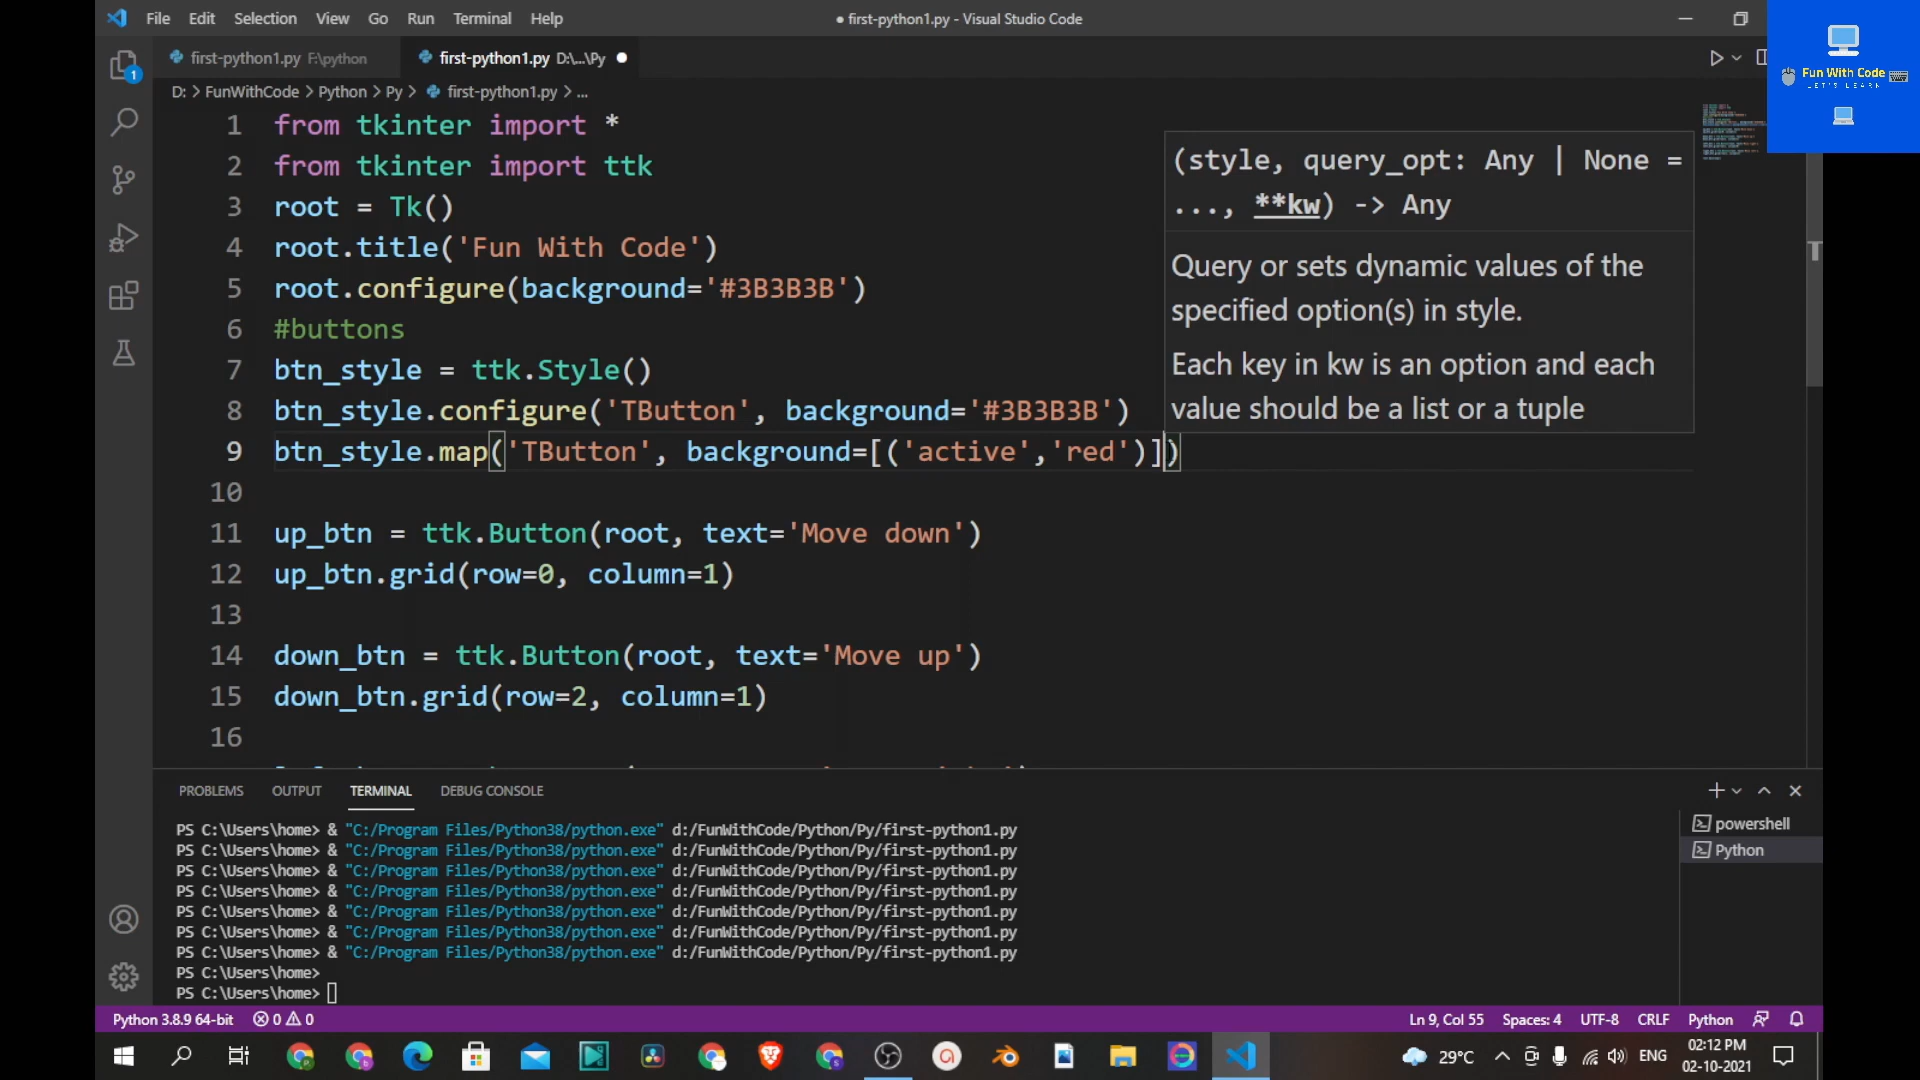 File Edit Selection View Go Run Terminal Help
● first-python1.py - Visual Studio Code
Fun With Code
LET'S LEARN
1
first-python1.py F:\python
first-python1.py D:\...\Py
D: > FunWithCode > Python > Py > first-python1.py > ...
1 from tkinter import *
2 from tkinter import ttk
3 root = Tk()
4 root.title('Fun With Code')
5 root.configure(background='#3B3B3B')
6 #buttons
7 btn_style = ttk.Style()
8 btn_style.configure('TButton', background='#3B3B3B')
9 btn_style.map('TButton', background=[('active','red')])
10
11 up_btn = ttk.Button(root, text='Move down')
12 up_btn.grid(row=0, column=1)
13
14 down_btn = ttk.Button(root, text='Move up')
15 down_btn.grid(row=2, column=1)
16
(style, query_opt: Any | None =
..., **kw) -> Any
Query or sets dynamic values of the
specified option(s) in style.
Each key in kw is an option and each
value should be a list or a tuple
PROBLEMS OUTPUT TERMINAL DEBUG CONSOLE
PS C:\Users\home> & "C:/Program Files/Python38/python.exe" d:/FunWithCode/Python/Py/first-python1.py
PS C:\Users\home> & "C:/Program Files/Python38/python.exe" d:/FunWithCode/Python/Py/first-python1.py
PS C:\Users\home> & "C:/Program Files/Python38/python.exe" d:/FunWithCode/Python/Py/first-python1.py
PS C:\Users\home> & "C:/Program Files/Python38/python.exe" d:/FunWithCode/Python/Py/first-python1.py
PS C:\Users\home> & "C:/Program Files/Python38/python.exe" d:/FunWithCode/Python/Py/first-python1.py
PS C:\Users\home> & "C:/Program Files/Python38/python.exe" d:/FunWithCode/Python/Py/first-python1.py
PS C:\Users\home> & "C:/Program Files/Python38/python.exe" d:/FunWithCode/Python/Py/first-python1.py
PS C:\Users\home>
PS C:\Users\home>
powershell
Python
Python 3.8.9 64-bit 0 0
Ln 9, Col 55 Spaces: 4 UTF-8 CRLF Python
29°C ENG 02:12 PM
02-10-2021